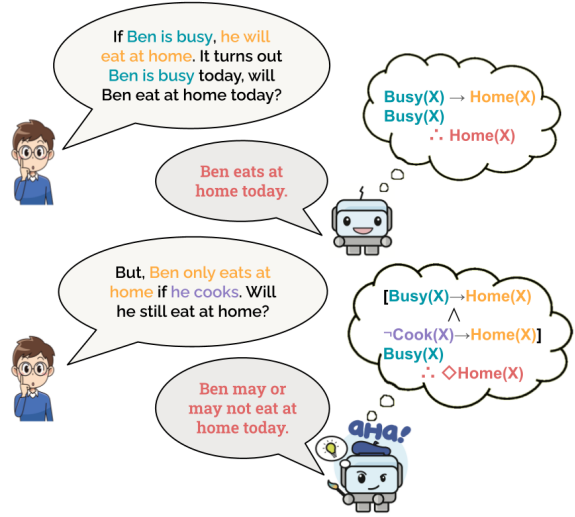 If Ben is busy, he will
eat at home. It turns out
Ben is busy today, will
Ben eat at home today?
Busy(X) → Home(X)
Busy(X)
∴ Home(X)
Ben eats at
home today.
But, Ben only eats at
home if he cooks. Will
he still eat at home?
[Busy(X)→Home(X)
∧
¬Cook(X)→Home(X)]
Busy(X)
∴ ◇Home(X)
Ben may or
may not eat at
home today.
aHa!